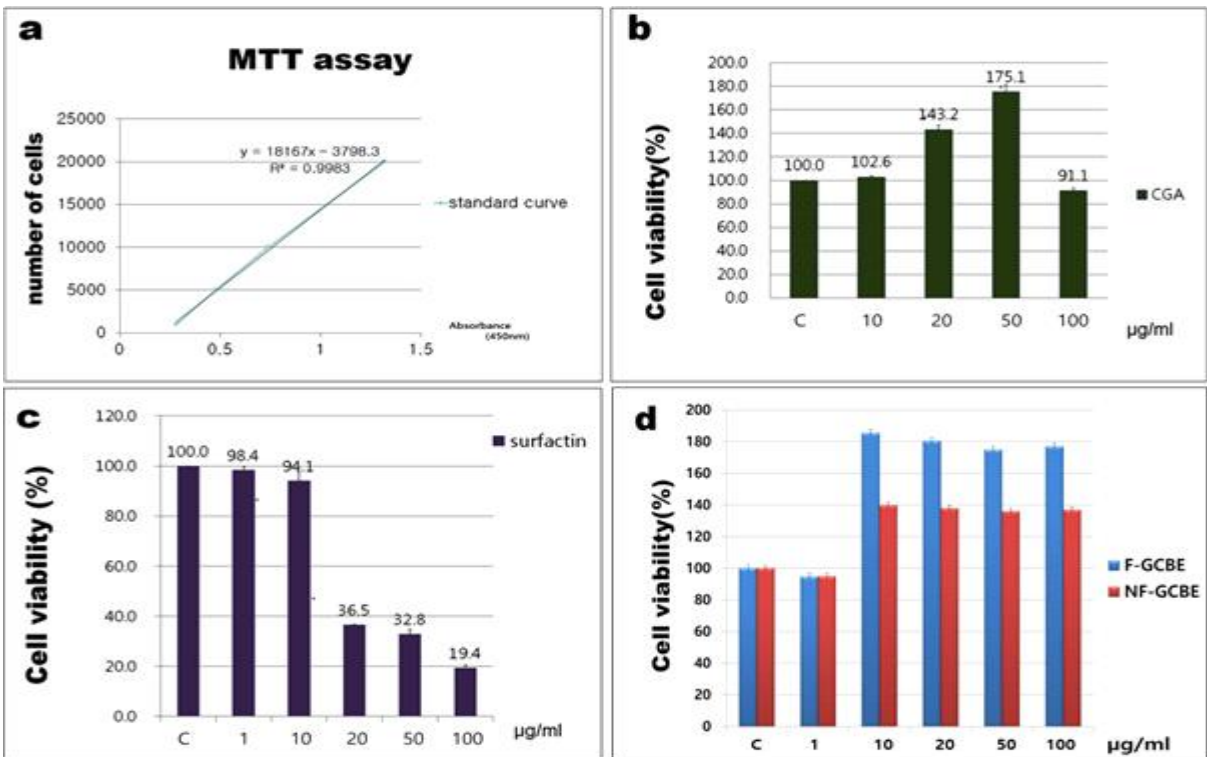 a
MTT assay
number of cells
25000
20000
15000
10000
5000
0
y = 18167x - 3798.3
R² = 0.9983
standard curve
Absorbance
(450nm)
0 0.5 1 1.5
b
Cell viability(%)
200.0
180.0
160.0
140.0
120.0
100.0
80.0
60.0
40.0
20.0
0.0
100.0 102.6 143.2 175.1 91.1
CGA
C 10 20 50 100 µg/ml
c
Cell viability (%)
120.0
100.0
80.0
60.0
40.0
20.0
0.0
100.0 98.4 94.1 36.5 32.8 19.4
surfactin
C 1 10 20 50 100 µg/ml
d
Cell viability(%)
200
180
160
140
120
100
80
60
40
20
0
F-GCBE
NF-GCBE
C 1 10 20 50 100 µg/ml